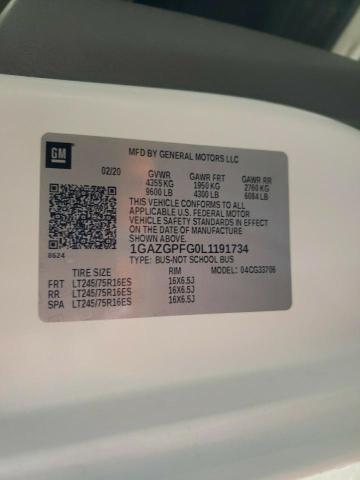 GM
MFD BY GENERAL MOTORS LLC
02/20 GVWR GAWR FRT GAWR RR
4355 KG 1950 KG 2760 KG
9600 LB 4300 LB 6084 LB
THIS VEHICLE CONFORMS TO ALL
APPLICABLE U.S. FEDERAL MOTOR
VEHICLE SAFETY STANDARDS IN EFFECT
ON THE DATE OF MANUFACTURE
SHOWN ABOVE.
8624 1GAZGPFG0L1191734
TYPE: BUS-NOT SCHOOL BUS
TIRE SIZE RIM 04CG33706
FRT LT245/75R16ES 16X6.5J
RR LT245/75R16ES 16X6.5J
SPA LT245/75R16ES 16X6.5J